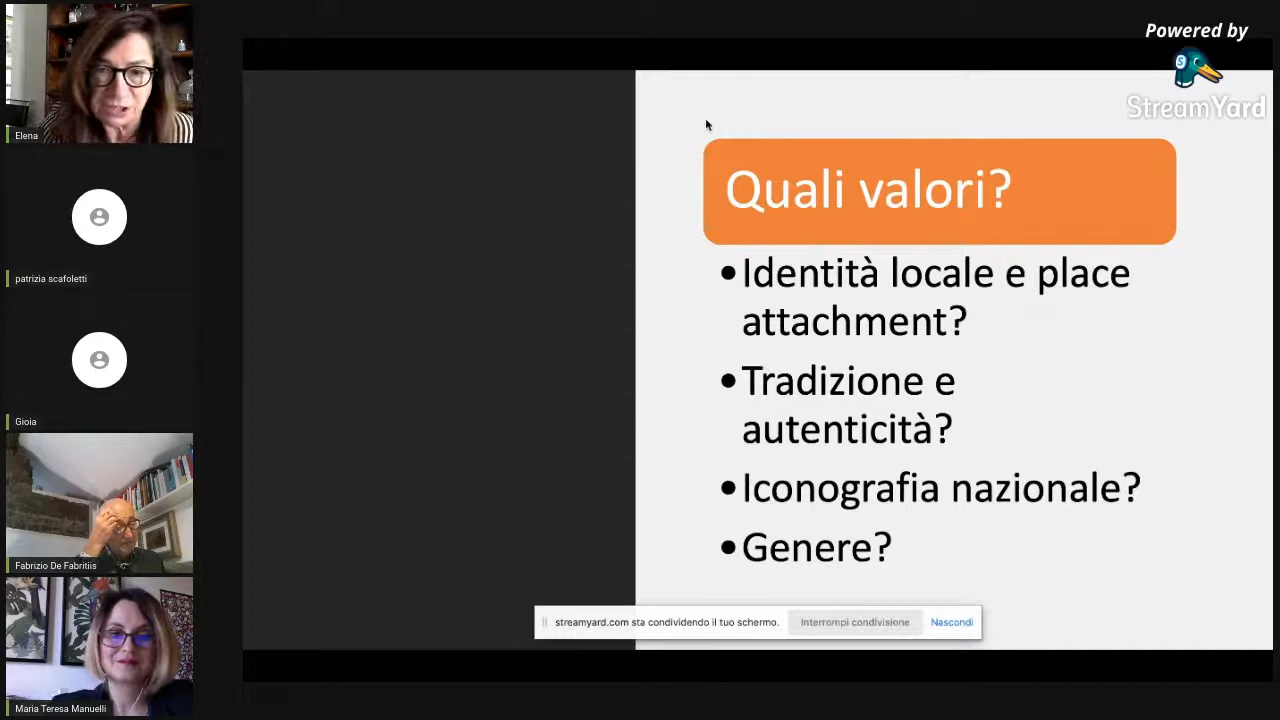 Powered by
StreamYard
Elena
patrizia scafoletti
Gioia
Fabrizio De Fabritiis
Maria Teresa Manuelli
Quali valori?
•Identità locale e place
attachment?
•Tradizione e
autenticità?
•Iconografia nazionale?
•Genere?
streamyard.com sta condividendo il tuo schermo.
Interrompi condivisione
Nascondi